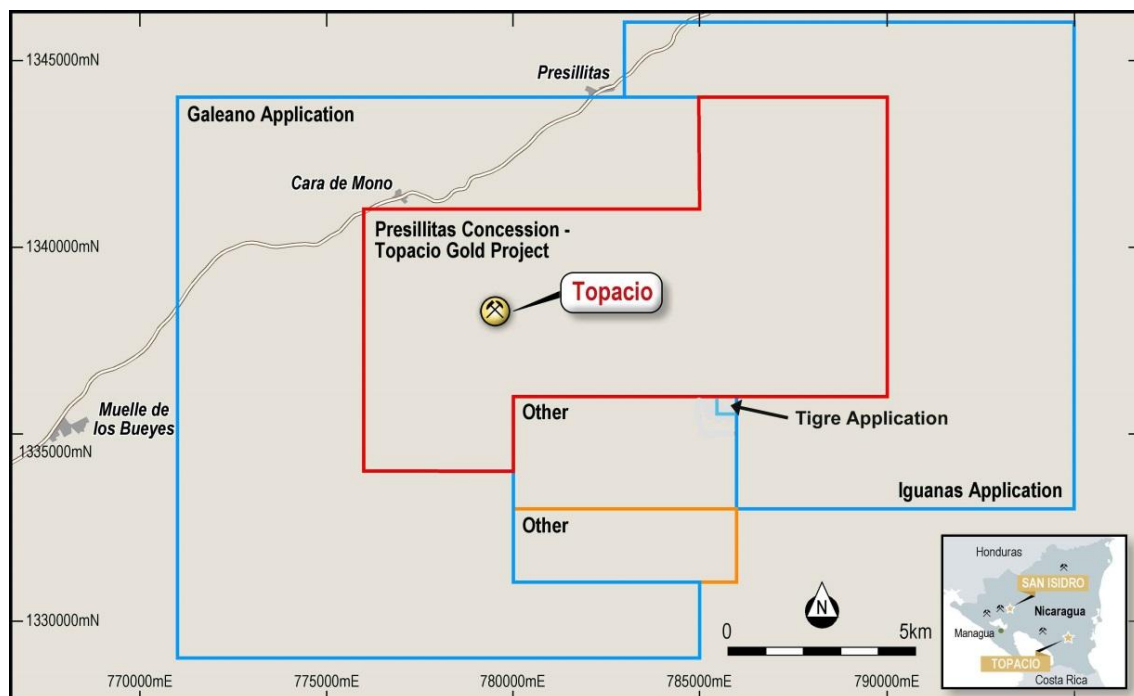 1345000mN
Presillitas
Galeano Application
Cara de Mono
Presillitas Concession -
Topacio Gold Project
1340000mN
Topacio
Muelle de
los Bueyes
Other
Tigre Application
1335000mN
Iguanas Application
Other
1330000mN
N
0
5km
Honduras
SAN ISIDRO
Nicaragua
Managua
TOPACIO
Costa Rica
770000mE
775000mE
780000mE
785000mE
790000mE